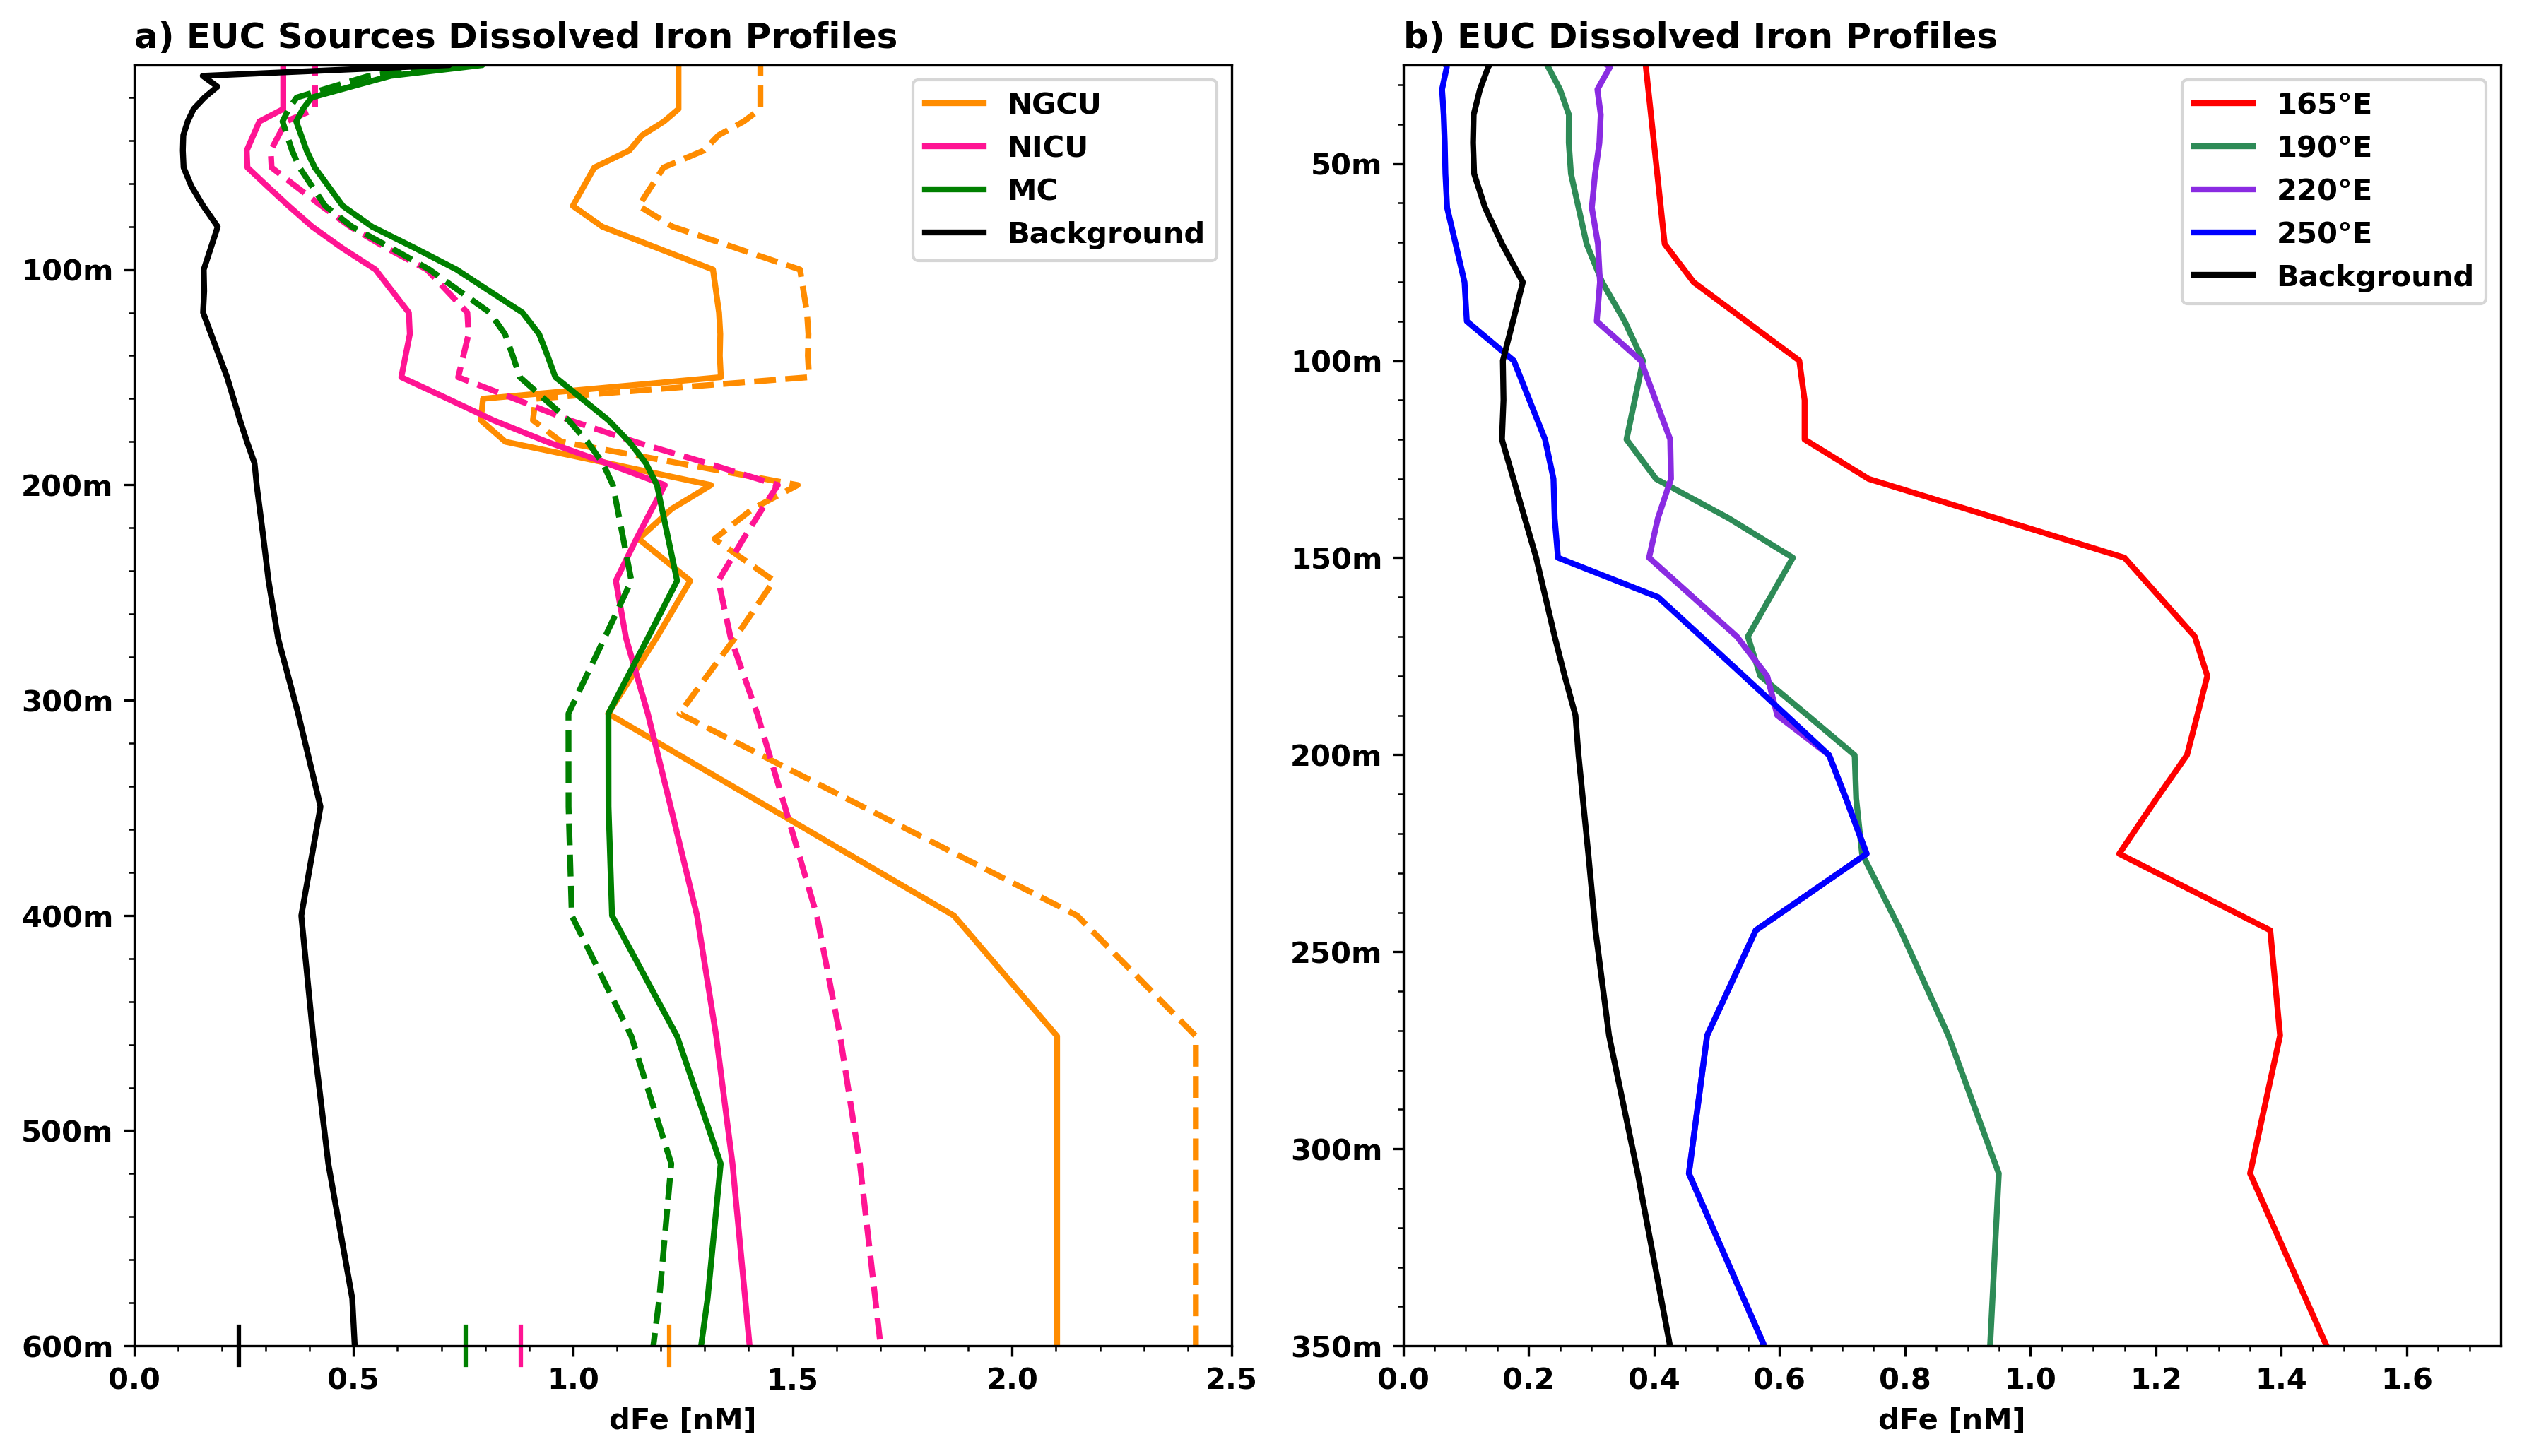 a) EUC Sources Dissolved Iron Profiles
NGCU
NICU
MC
Background
100m
200m
300m
400m
500m
600m
0.0 0.5 1.0 1.5 2.0 2.5
dFe [nM]
b) EUC Dissolved Iron Profiles
165°E
190°E
220°E
250°E
Background
50m
100m
150m
200m
250m
300m
350m
0.0 0.2 0.4 0.6 0.8 1.0 1.2 1.4 1.6
dFe [nM]